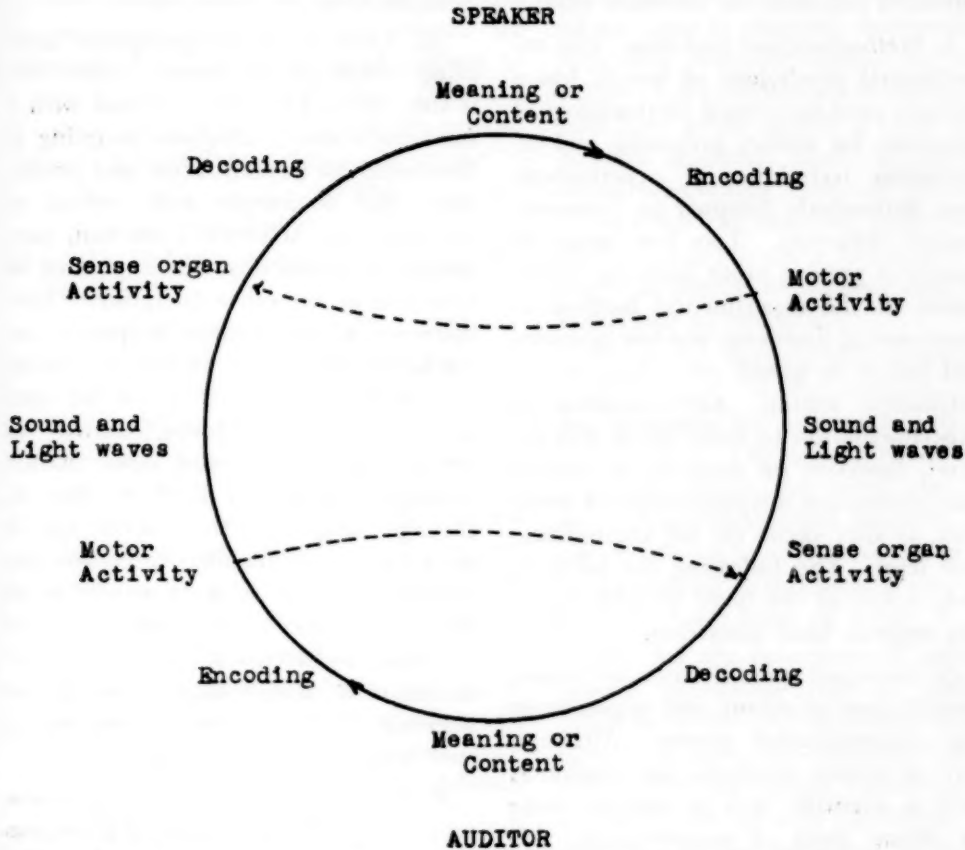 SPEAKER
Meaning or
Content
Decoding
Encoding
Sense organ
Activity
Motor
Activity
Sound and
Light waves
Sound and
Light waves
Motor
Activity
Sense organ
Activity
Encoding
Decoding
Meaning or
Content
AUDITOR